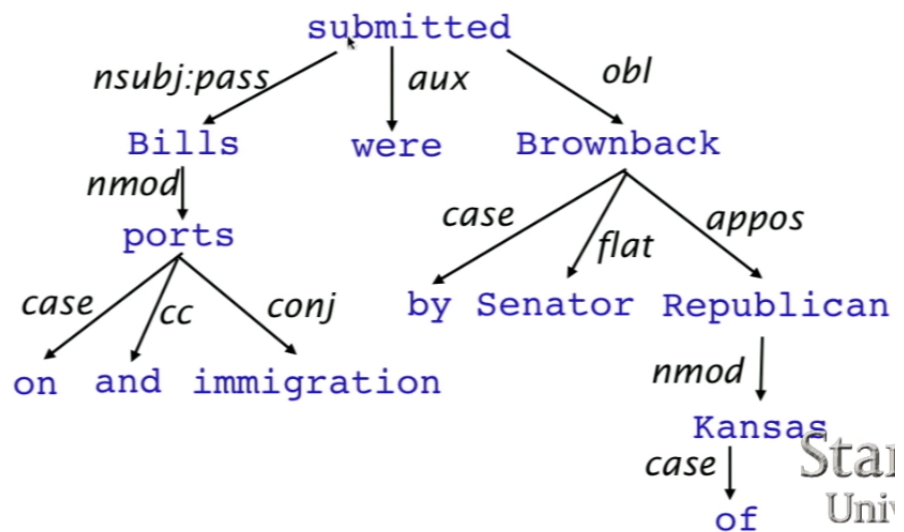 submitted
nsubj:pass aux obl
Bills were Brownback
nmod
ports case flat appos
case cc conj by Senator Republican
on and immigration nmod
Kansas
case
of